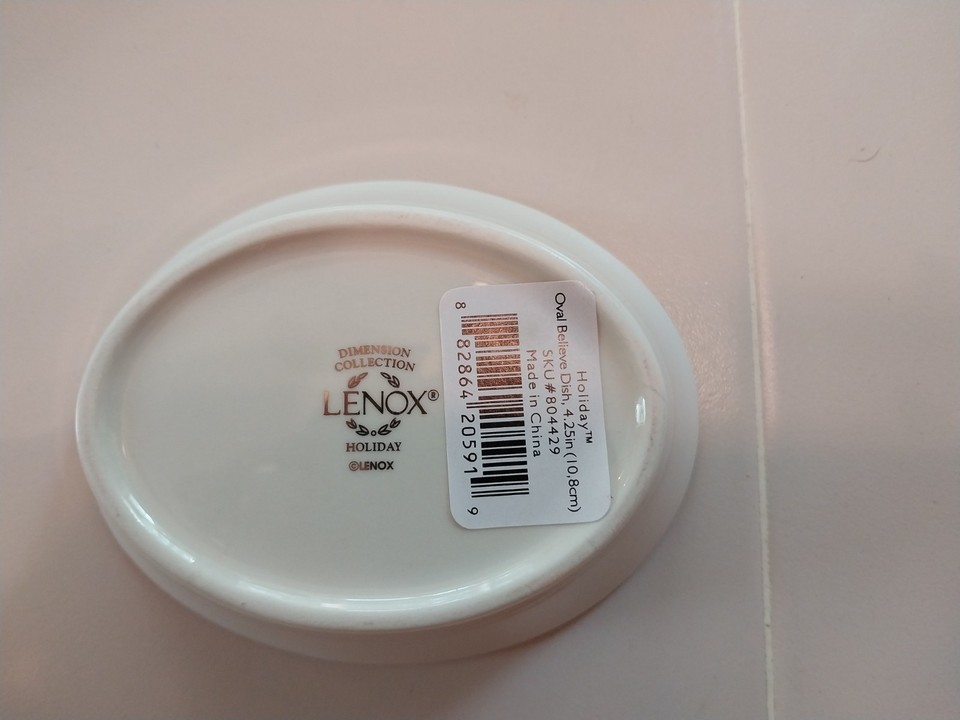 DIMENSION
COLLECTION
LENOX®
HOLIDAY
©LENOX
Holiday™
Oval Believe Dish, 4.25in (10,8cm)
SKU #804429
Made in China
8 82864 20591 9